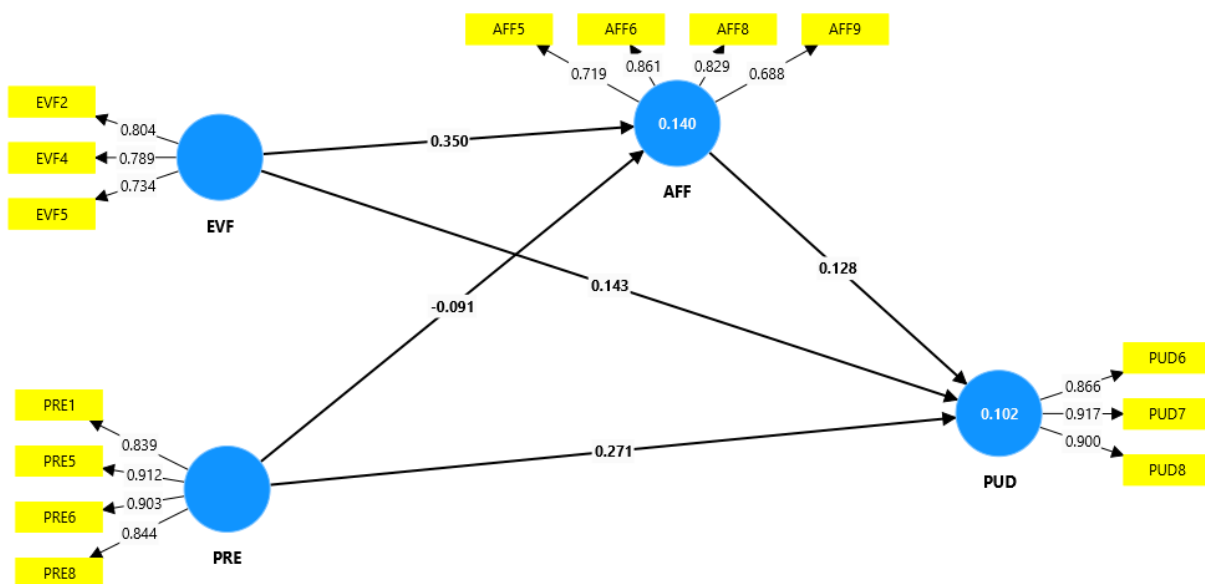 AFF5
AFF6
AFF8
AFF9
0.719
0.861
0.829
0.688
EVF2
EVF4
EVF5
0.804
0.789
0.734
EVF
0.350
0.140
AFF
-0.091
0.143
0.128
PRE1
PRE5
PRE6
PRE8
0.839
0.912
0.903
0.844
PRE
0.271
0.102
PUD
0.866
0.917
0.900
PUD6
PUD7
PUD8